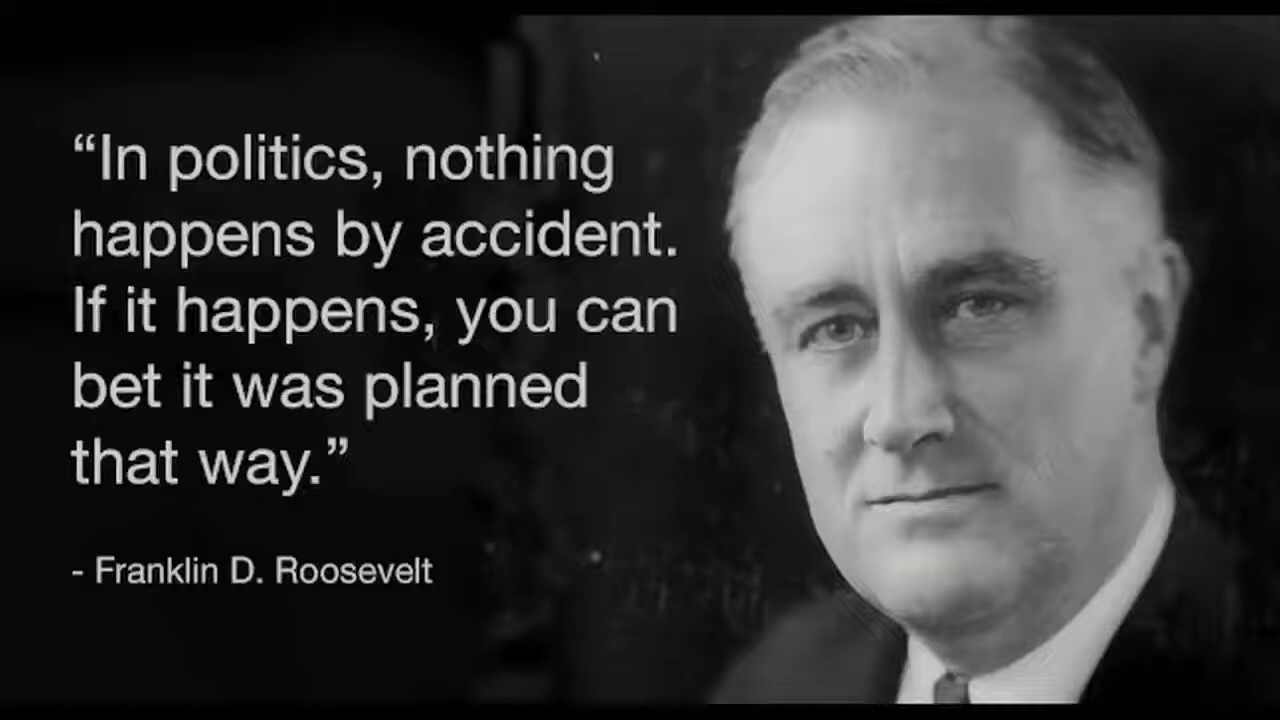 “In politics, nothing
happens by accident.
If it happens, you can
bet it was planned
that way.”
- Franklin D. Roosevelt